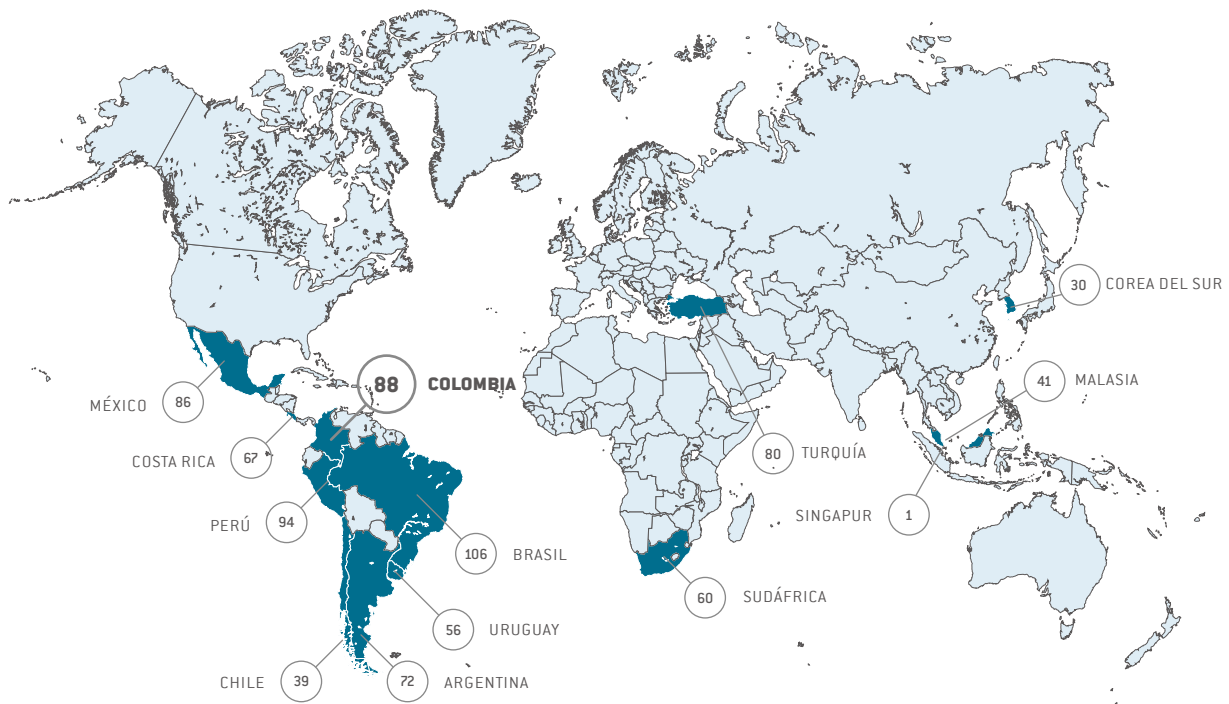 30 COREA DEL SUR
88 COLOMBIA
41 MALASIA
MÉXICO 86
COSTA RICA 67
80 TURQUÍA
PERÚ 94
SINGAPUR 1
106 BRASIL
60 SUDÁFRICA
56 URUGUAY
CHILE 39
72 ARGENTINA